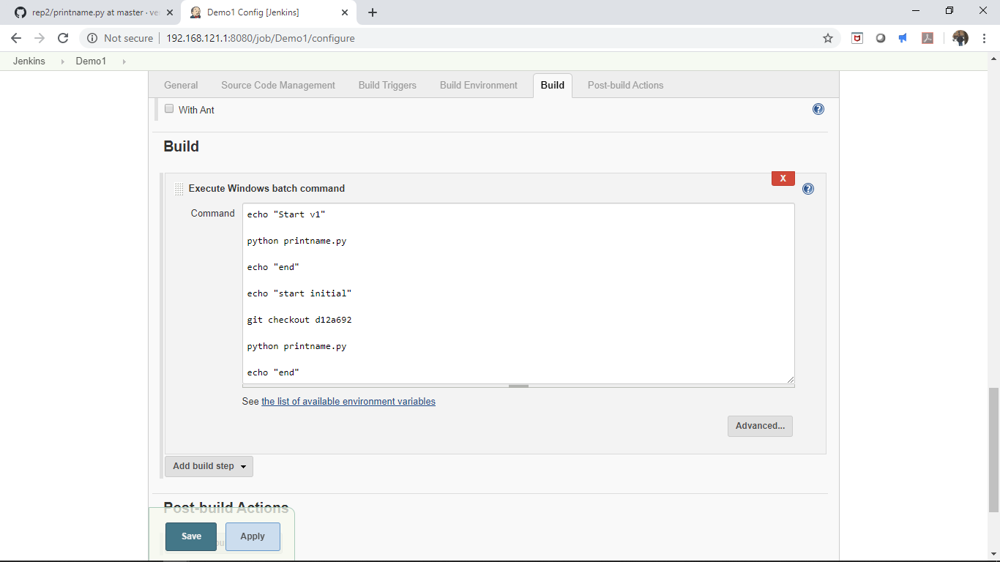 rep2/printname.py at master · ve
Demo1 Config [Jenkins]
Not secure
192.168.121.1:8080/job/Demo1/configure
Jenkins
Demo1
General
Source Code Management
Build Triggers
Build Environment
Build
Post-build Actions
With Ant
Build
X
Execute Windows batch command
Command
echo "Start v1"
python printname.py
echo "end"
echo "start initial"
git checkout d12a692
python printname.py
echo "end"
See the list of available environment variables
Advanced...
Add build step
Post-build Actions
Save
Apply